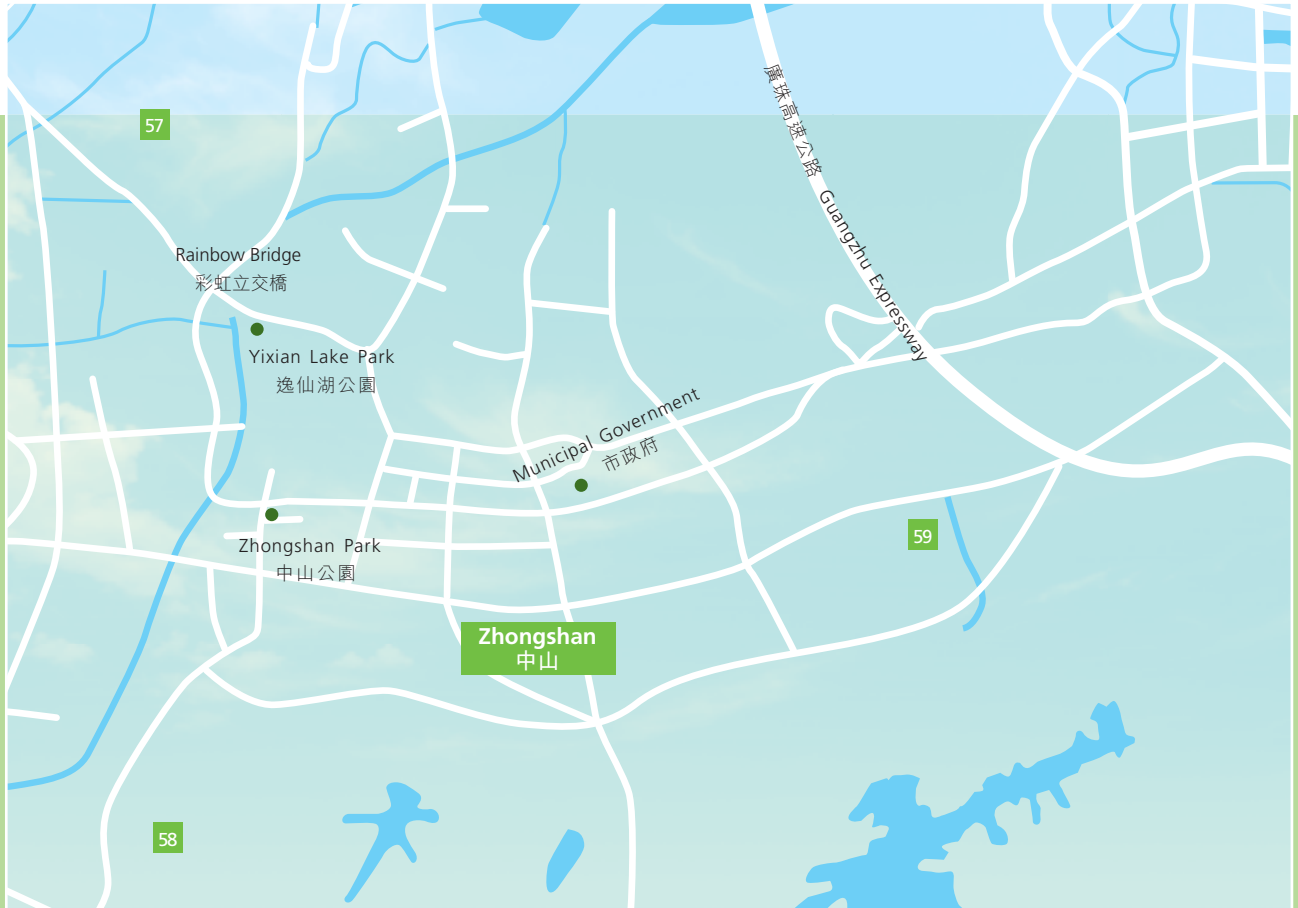 57
廣珠高速公路 Guangzhu Expressway
Rainbow Bridge
彩虹立交橋
Yixian Lake Park
逸仙湖公園
Municipal Government
市政府
Zhongshan Park
中山公園
59
Zhongshan
中山
58